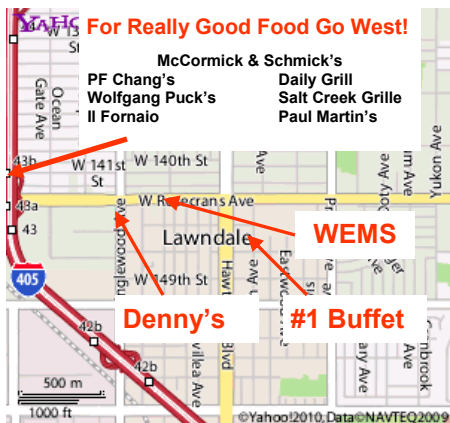 YAHOO
For Really Good Food Go West!
McCormick & Schmick's
PF Chang's
Daily Grill
Wolfgang Puck's
Salt Creek Grille
Il Fornaio
Paul Martin's
Ocean
Gate Ave
43b
W 141st
St
W 140th St
Ave
Yukon Ave
43a
W Rosecrans Ave
43
Lawndale
WEMS
405
W 149th St
Denny's
#1 Buffet
42b
42b
Blvd
500 m
1000 ft
©Yahoo!2010, Data©NAVTEQ2009